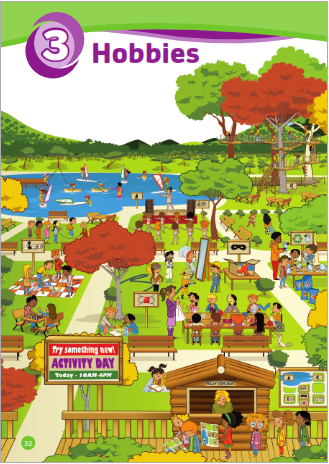 3 Hobbies
Try something new!
ACTIVITY DAY
Today - 10AM-4PM
32